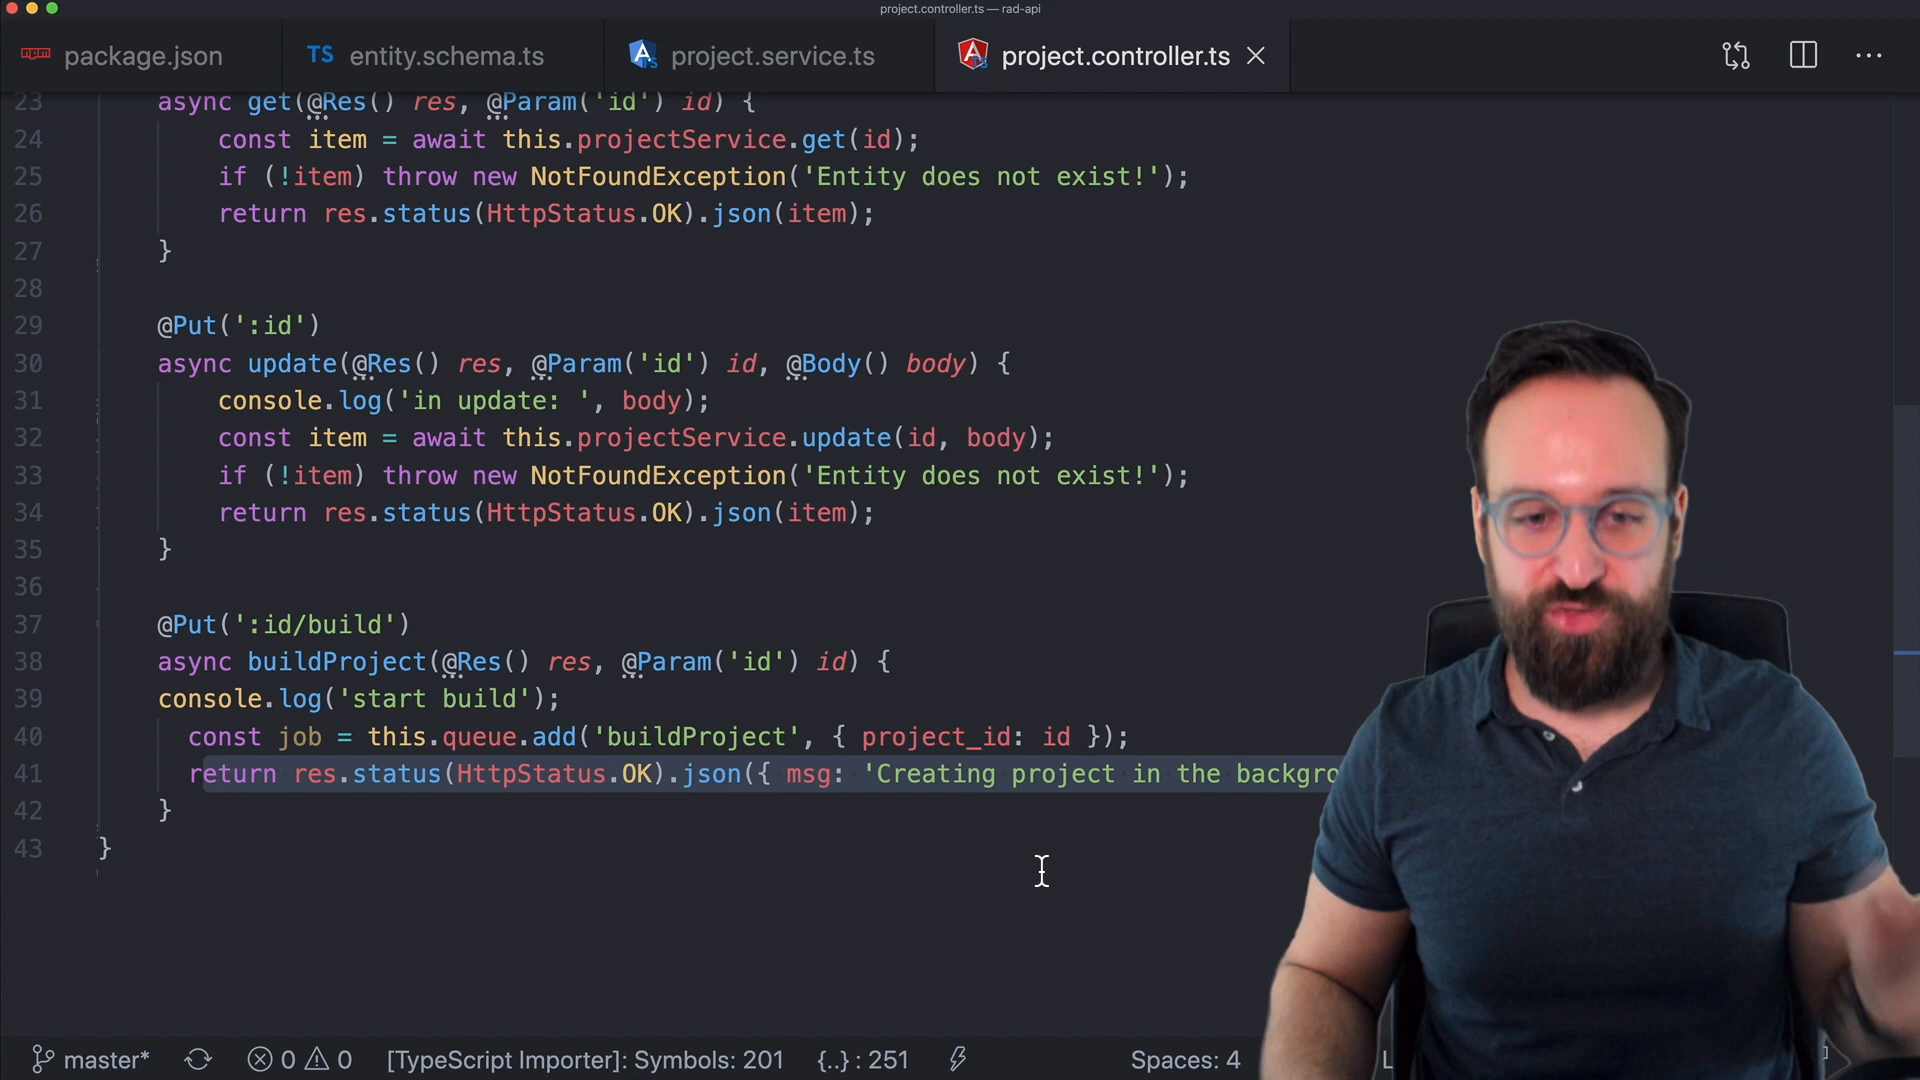 project.controller.ts — rad-api
package.json
TS entity.schema.ts
project.service.ts
project.controller.ts
23 async get(@Res() res, @Param('id') id) {
24 const item = await this.projectService.get(id);
25 if (!item) throw new NotFoundException('Entity does not exist!');
26 return res.status(HttpStatus.OK).json(item);
27 }
28
29 @Put(':id')
30 async update(@Res() res, @Param('id') id, @Body() body) {
31 console.log('in update: ', body);
32 const item = await this.projectService.update(id, body);
33 if (!item) throw new NotFoundException('Entity does not exist!');
34 return res.status(HttpStatus.OK).json(item);
35 }
36
37 @Put(':id/build')
38 async buildProject(@Res() res, @Param('id') id) {
39 console.log('start build');
40 const job = this.queue.add('buildProject', { project_id: id });
41 return res.status(HttpStatus.OK).json({ msg: 'Creating project in the backgro
42 }
43 }
master* 0 0 [TypeScript Importer]: Symbols: 201 {..} : 251 Spaces: 4 L